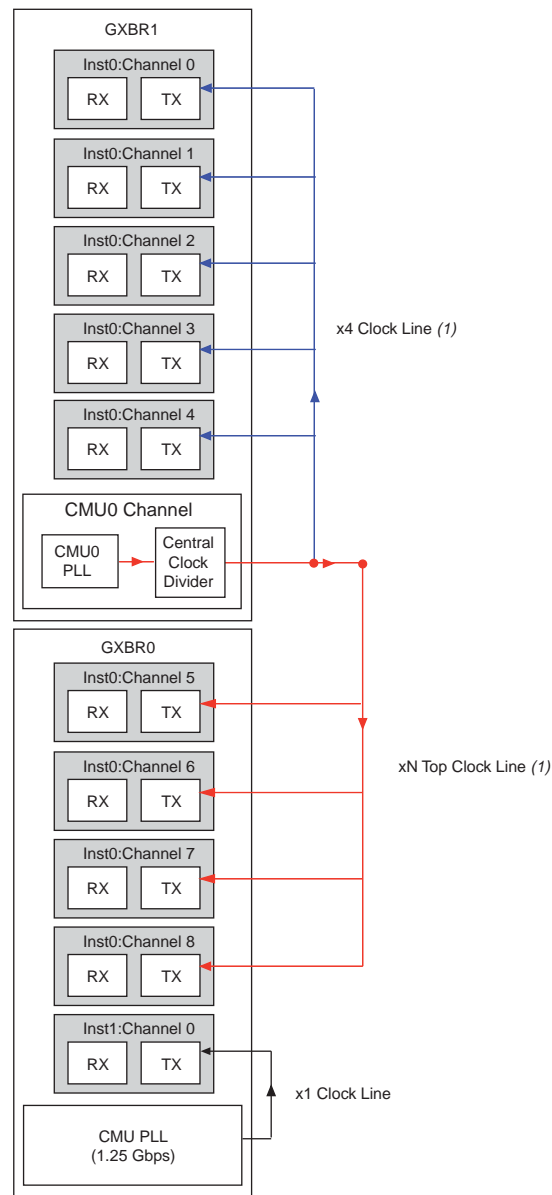 GXBR1
Inst0:Channel 0
RX TX
Inst0:Channel 1
RX TX
Inst0:Channel 2
RX TX
Inst0:Channel 3
RX TX
x4 Clock Line (1)
Inst0:Channel 4
RX TX
CMU0 Channel
CMU0
PLL
Central
Clock
Divider
GXBR0
Inst0:Channel 5
RX TX
Inst0:Channel 6
RX TX
xN Top Clock Line (1)
Inst0:Channel 7
RX TX
Inst0:Channel 8
RX TX
Inst1:Channel 0
RX TX
x1 Clock Line
CMU PLL
(1.25 Gbps)